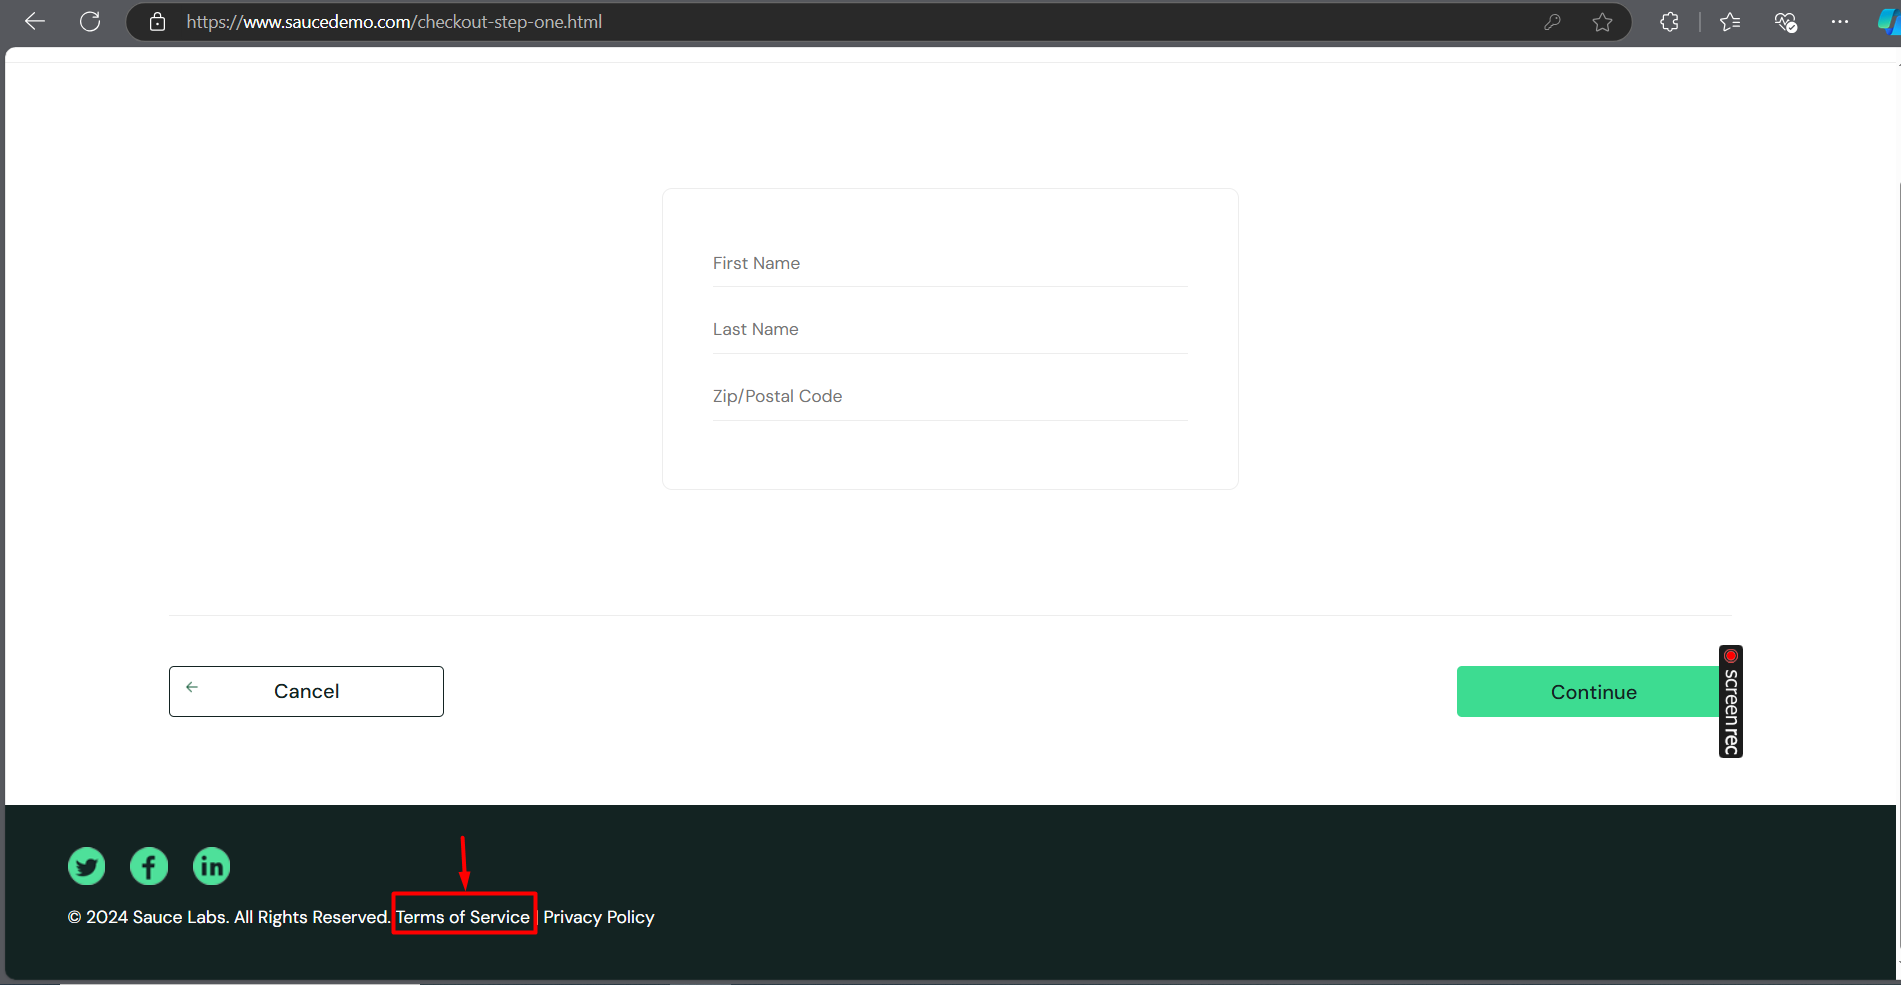 https://www.saucedemo.com/checkout-step-one.html
First Name
Last Name
Zip/Postal Code
Cancel
Continue
screenrec
© 2024 Sauce Labs. All Rights Reserved. Terms of Service | Privacy Policy